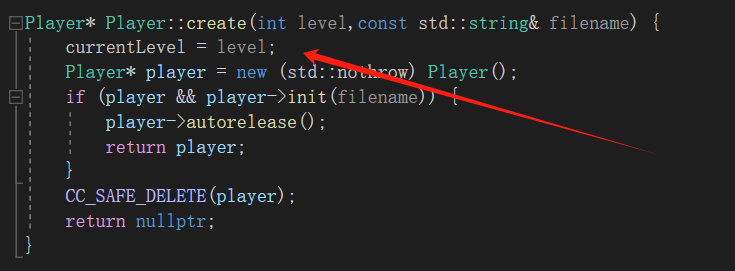 Player* Player::create(int level,const std::string& filename) {
currentLevel = level;
Player* player = new (std::nothrow) Player();
if (player && player->init(filename)) {
player->autorelease();
return player;
}
CC_SAFE_DELETE(player);
return nullptr;
}